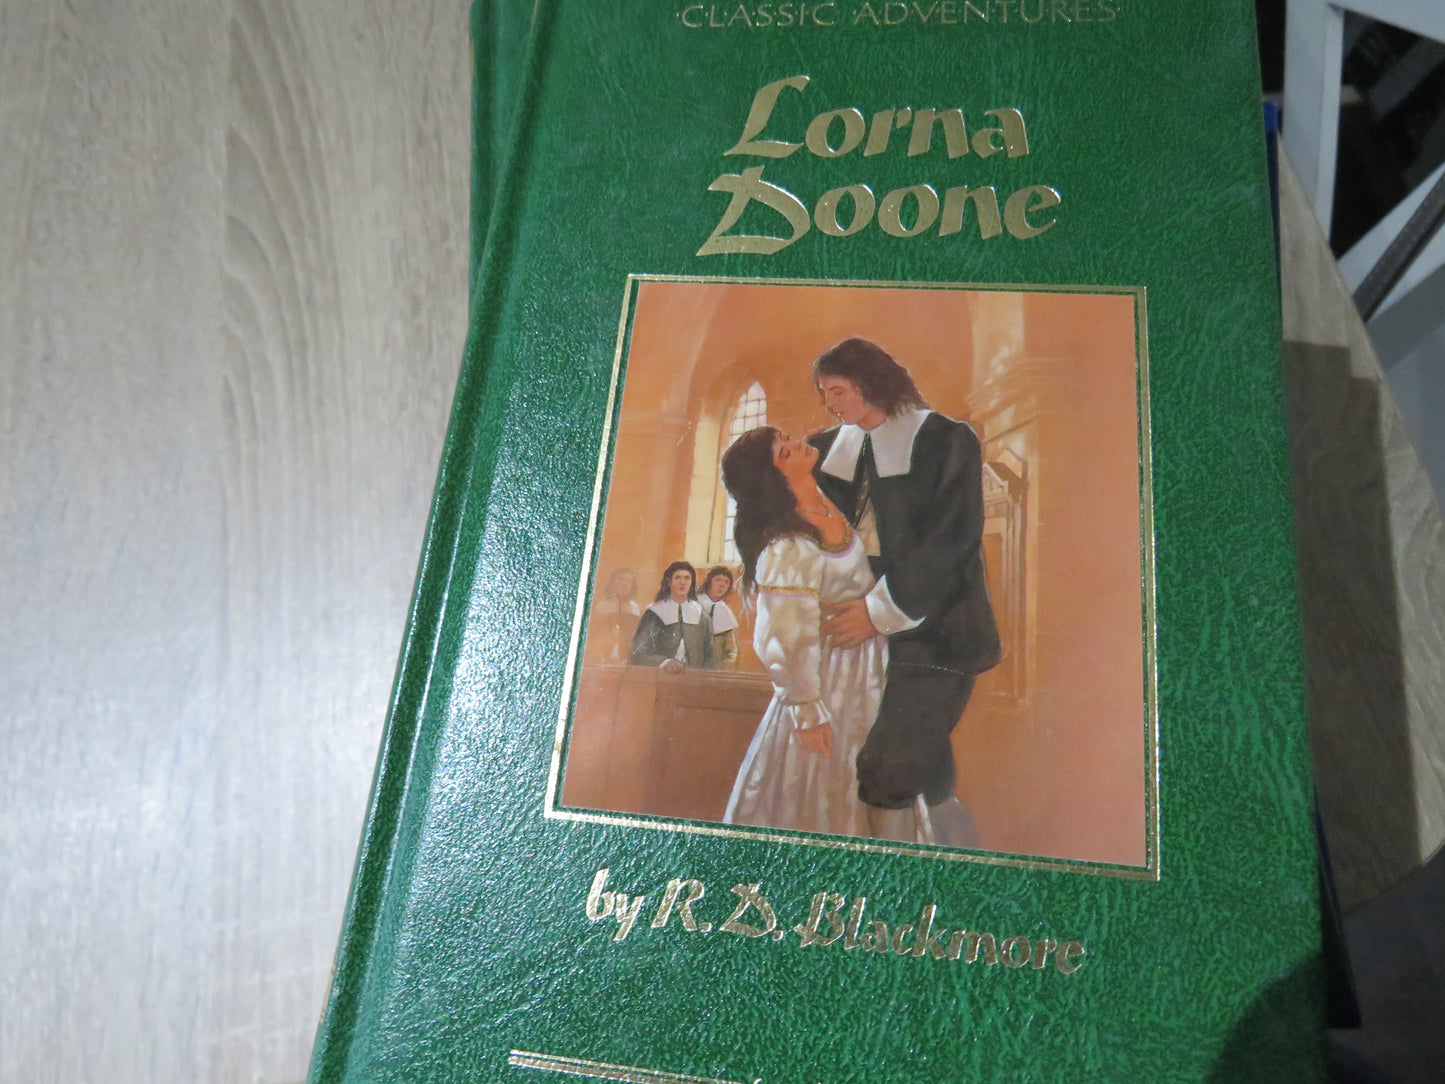 ·CLASSIC ADVENTURES·
Lorna
Doone
by R. D. Blackmore